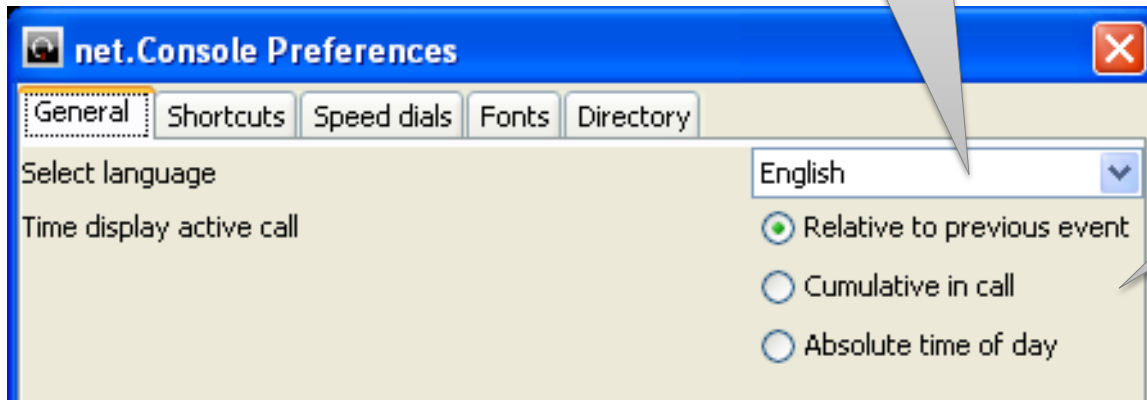 net.Console Preferences
General Shortcuts Speed dials Fonts Directory
Select language English
Time display active call Relative to previous event
Cumulative in call
Absolute time of day